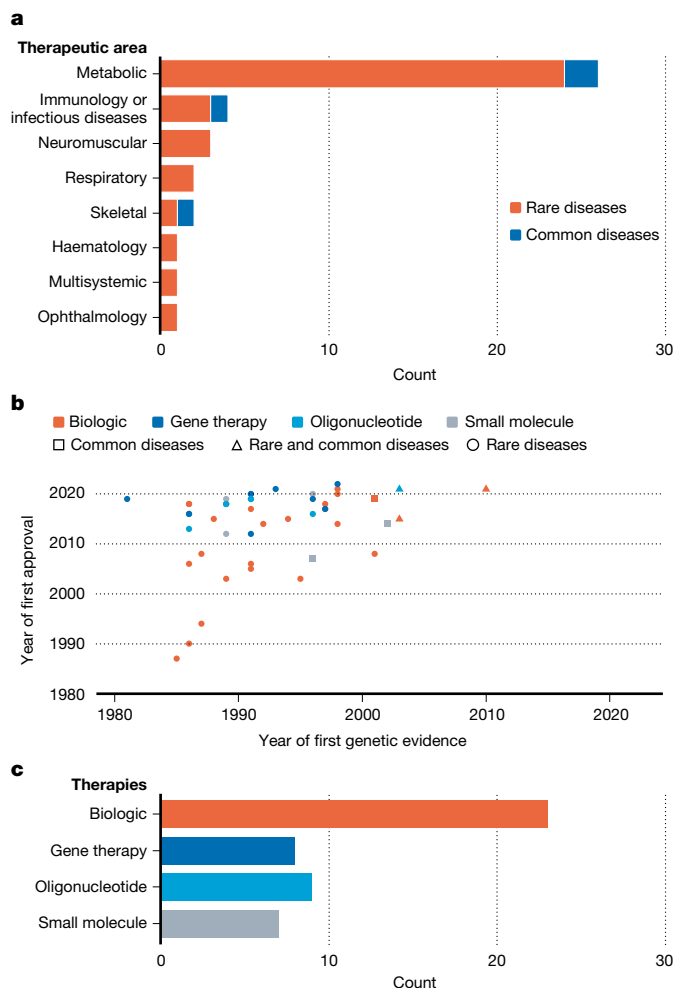 a
Therapeutic area
Metabolic
Immunology or
infectious diseases
Neuromuscular
Respiratory
Skeletal
Haematology
Multisystemic
Ophthalmology
Rare diseases
Common diseases
0 10 20 30
Count
b
Biologic Gene therapy Oligonucleotide Small molecule
Common diseases Rare and common diseases Rare diseases
Year of first approval
2020
2010
2000
1990
1980
1980 1990 2000 2010 2020
Year of first genetic evidence
c
Therapies
Biologic
Gene therapy
Oligonucleotide
Small molecule
0 10 20 30
Count